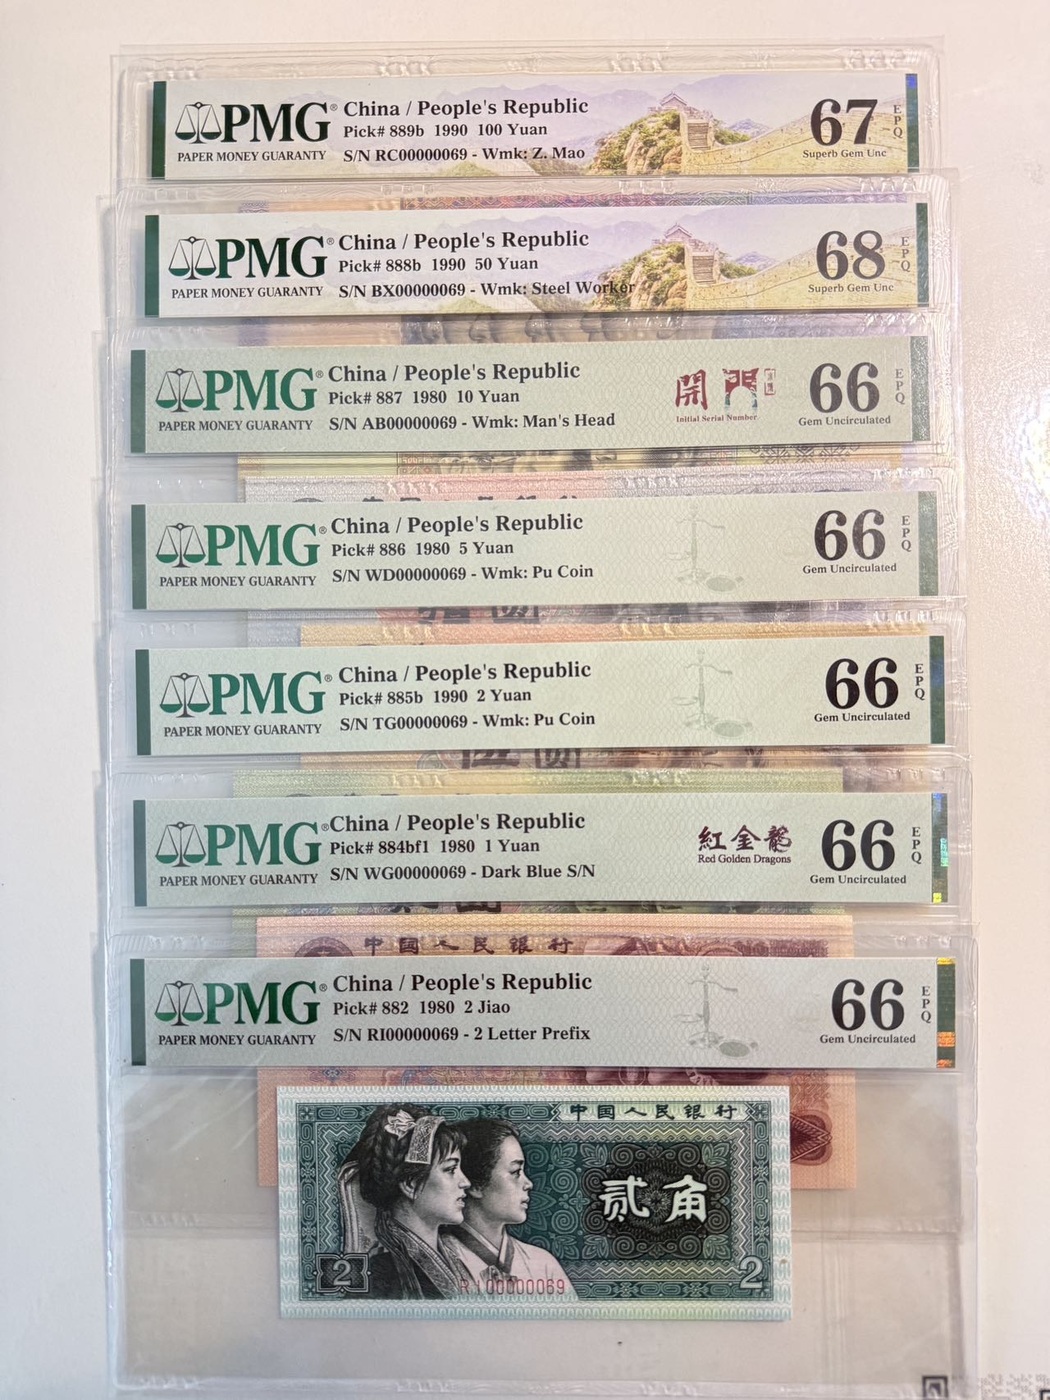 PMG®
PAPER MONEY GUARANTY
China / People's Republic
Pick# 889b 1990 100 Yuan
S/N RC00000069 - Wmk: Z. Mao
67
EPQ
Superb Gem Unc
PMG®
PAPER MONEY GUARANTY
China / People's Republic
Pick# 888b 1990 50 Yuan
S/N BX00000069 - Wmk: Steel Worker
68
EPQ
Superb Gem Unc
PMG®
PAPER MONEY GUARANTY
China / People's Republic
Pick# 887 1980 10 Yuan
S/N AB00000069 - Wmk: Man's Head
開門
Initial Serial Number
66
EPQ
Gem Uncirculated
PMG®
PAPER MONEY GUARANTY
China / People's Republic
Pick# 886 1980 5 Yuan
S/N WD00000069 - Wmk: Pu Coin
66
EPQ
Gem Uncirculated
PMG®
PAPER MONEY GUARANTY
China / People's Republic
Pick# 885b 1990 2 Yuan
S/N TG00000069 - Wmk: Pu Coin
66
EPQ
Gem Uncirculated
PMG®
PAPER MONEY GUARANTY
China / People's Republic
Pick# 884bf1 1980 1 Yuan
S/N WG00000069 - Dark Blue S/N
紅金龍
Red Golden Dragons
66
EPQ
Gem Uncirculated
中国人民银行
PMG®
PAPER MONEY GUARANTY
China / People's Republic
Pick# 882 1980 2 Jiao
S/N RI00000069 - 2 Letter Prefix
66
EPQ
Gem Uncirculated
中国人民银行
贰角
2
RI00000069
2